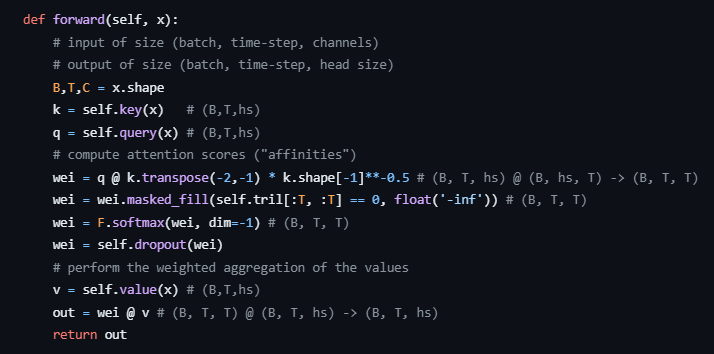 def forward(self, x):
    # input of size (batch, time-step, channels)
    # output of size (batch, time-step, head size)
    B,T,C = x.shape
    k = self.key(x)   # (B,T,hs)
    q = self.query(x) # (B,T,hs)
    # compute attention scores ("affinities")
    wei = q @ k.transpose(-2,-1) * k.shape[-1]**-0.5 # (B, T, hs) @ (B, hs, T) -> (B, T, T)
    wei = wei.masked_fill(self.tril[:T, :T] == 0, float('-inf')) # (B, T, T)
    wei = F.softmax(wei, dim=-1) # (B, T, T)
    wei = self.dropout(wei)
    # perform the weighted aggregation of the values
    v = self.value(x) # (B,T,hs)
    out = wei @ v # (B, T, T) @ (B, T, hs) -> (B, T, hs)
    return out